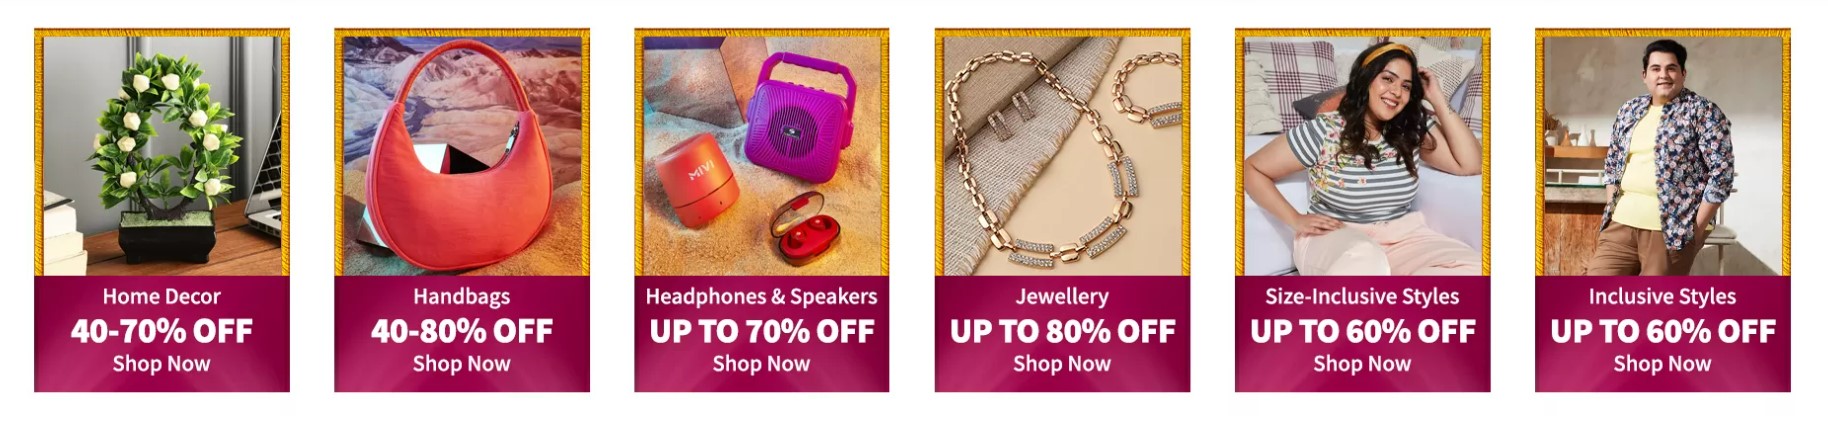 MIVI
Home Decor
40-70% OFF
Shop Now
Handbags
40-80% OFF
Shop Now
Headphones & Speakers
UP TO 70% OFF
Shop Now
Jewellery
UP TO 80% OFF
Shop Now
Size-Inclusive Styles
UP TO 60% OFF
Shop Now
Inclusive Styles
UP TO 60% OFF
Shop Now